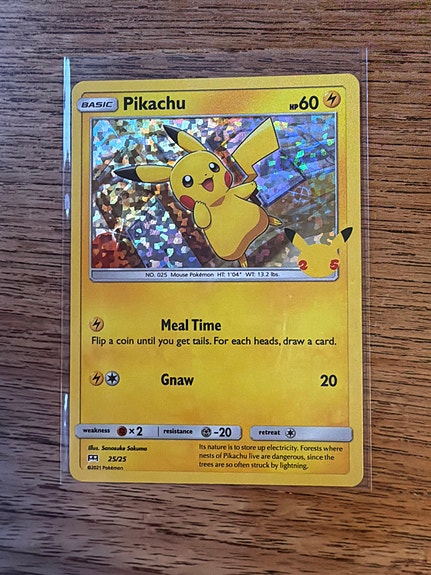 BASIC Pikachu HP60
25
NO. 025 Mouse Pokémon HT: 1'04" WT: 13.2 lbs.
Meal Time
Flip a coin until you get tails. For each heads, draw a card.
Gnaw 20
weakness ×2 resistance -20 retreat
Illus. Sanosuke Sakuma
25/25
©2021 Pokémon
Its nature is to store up electricity. Forests where
nests of Pikachu live are dangerous, since the
trees are so often struck by lightning.